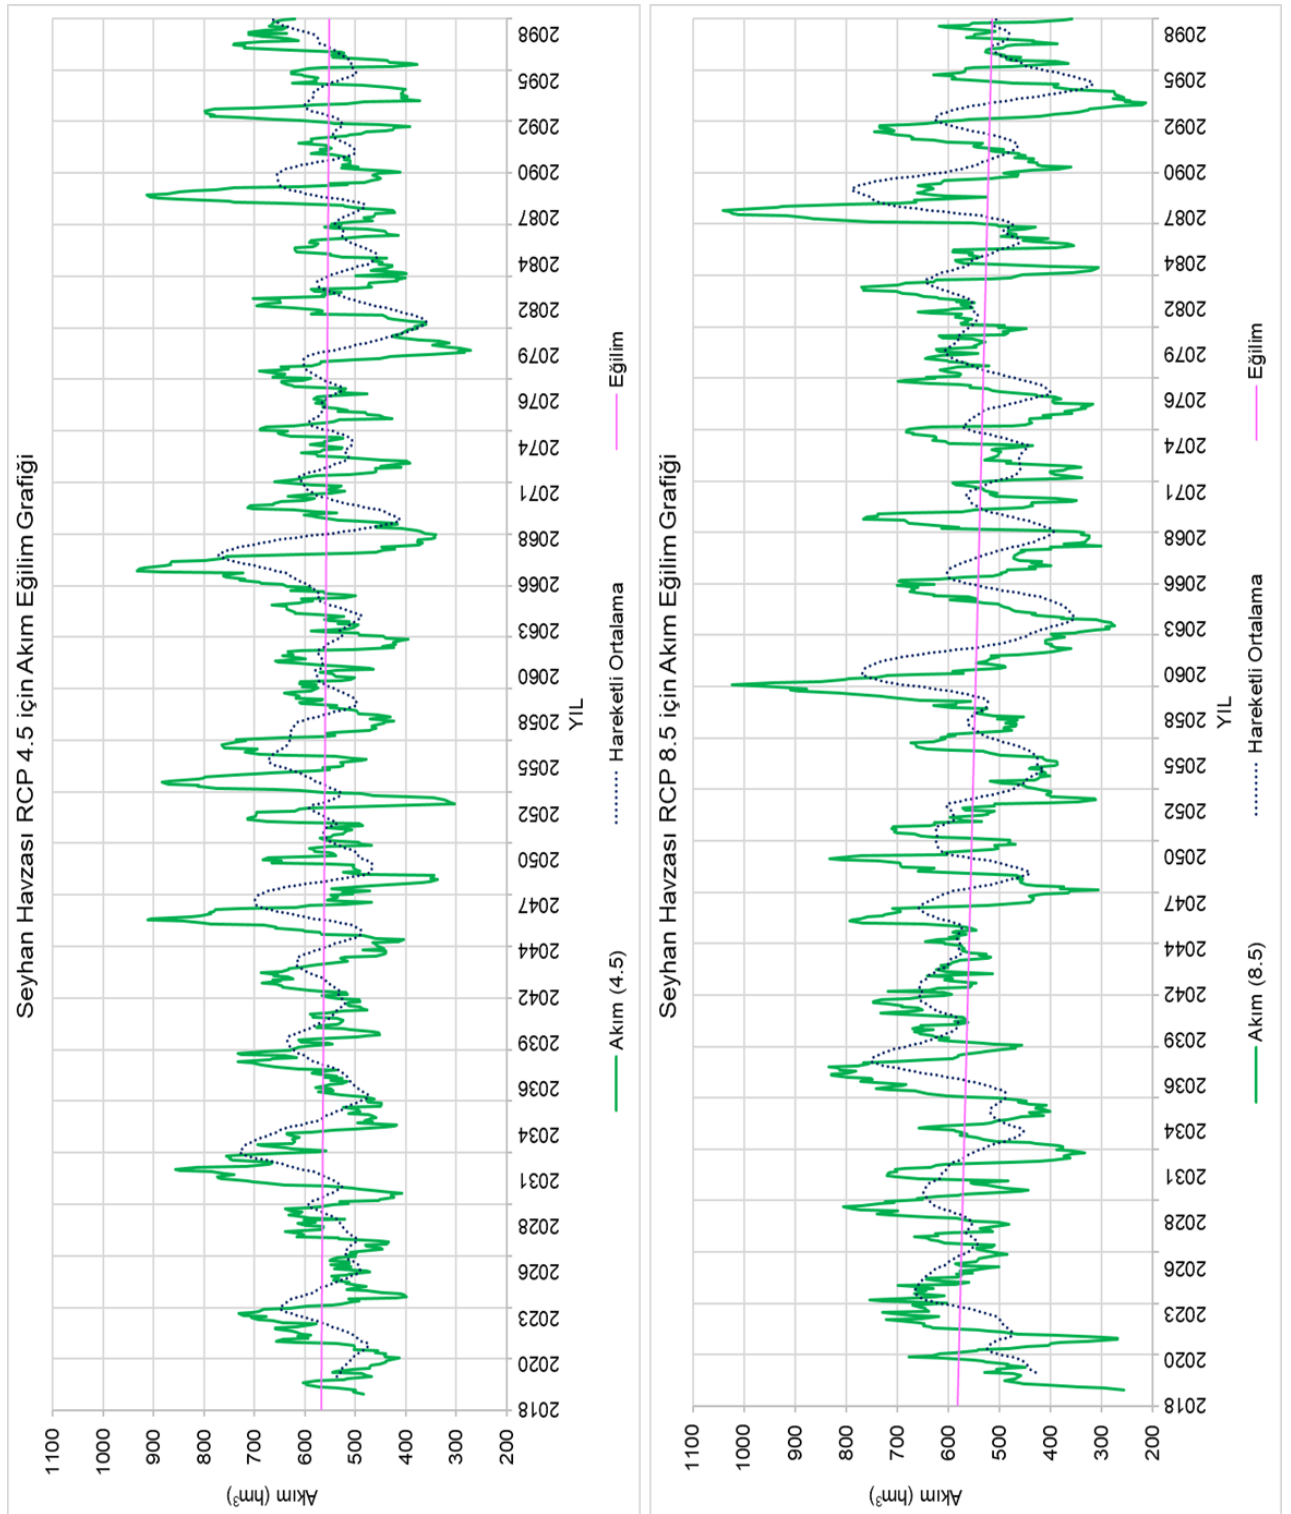 Seyhan Havzası RCP 4.5 için Akım Eğilim Grafiği
Akım (hm³)
1100
1000
900
800
700
600
500
400
300
200
2018 2020 2023 2026 2028 2031 2034 2036 2039 2042 2044 2047 2050 2052 2055 2058 2060 2063 2066 2068 2071 2074 2076 2079 2082 2084 2087 2090 2092 2095 2098
YIL
Akım (4.5) Hareketli Ortalama Eğilim
Seyhan Havzası RCP 8.5 için Akım Eğilim Grafiği
Akım (hm³)
1100
1000
900
800
700
600
500
400
300
200
2018 2020 2023 2026 2028 2031 2034 2036 2039 2042 2044 2047 2050 2052 2055 2058 2060 2063 2066 2068 2071 2074 2076 2079 2082 2084 2087 2090 2092 2095 2098
YIL
Akım (8.5) Hareketli Ortalama Eğilim